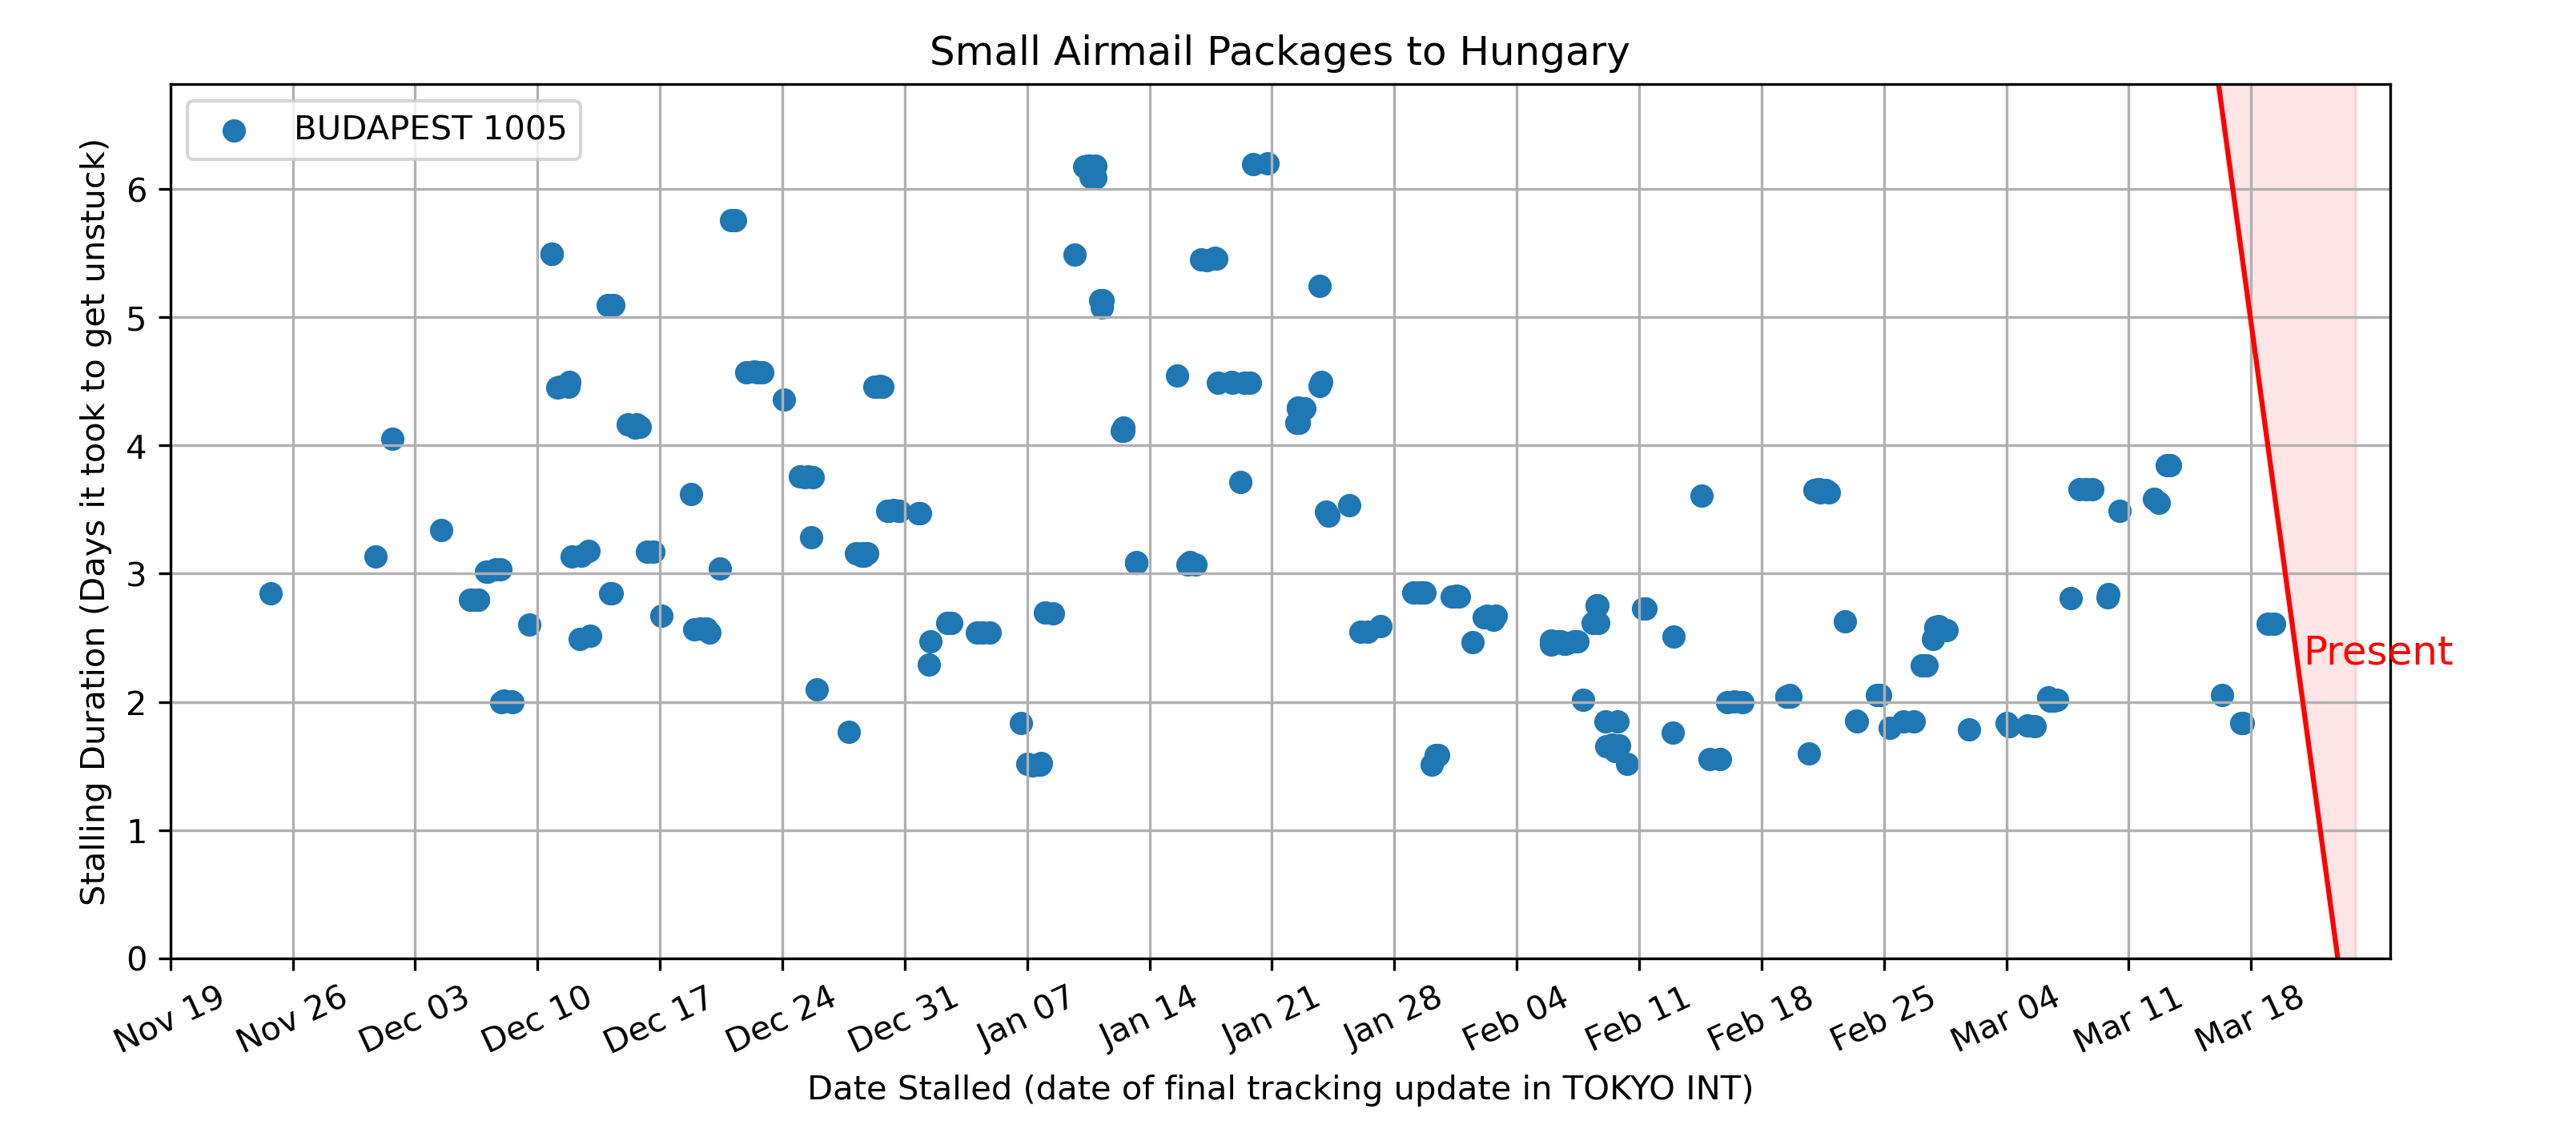 Small Airmail Packages to Hungary
BUDAPEST 1005
Stalling Duration (Days it took to get unstuck)
6
5
4
3
2
1
0
Present
Nov 19 Nov 26 Dec 03 Dec 10 Dec 17 Dec 24 Dec 31 Jan 07 Jan 14 Jan 21 Jan 28 Feb 04 Feb 11 Feb 18 Feb 25 Mar 04 Mar 11 Mar 18
Date Stalled (date of final tracking update in TOKYO INT)